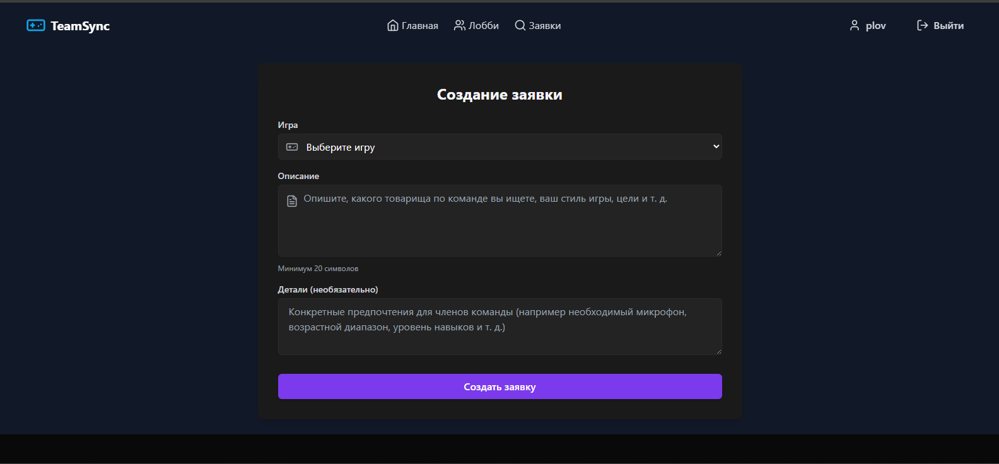 TeamSync
Главная
Лобби
Заявки
plov
Выйти
Создание заявки
Игра
Выберите игру
Описание
Опишите, какого товарища по команде вы ищете, ваш стиль игры, цели и т. д.
Минимум 20 символов
Детали (необязательно)
Конкретные предпочтения для членов команды (например необходимый микрофон,
возрастной диапазон, уровень навыков и т. д.)
Создать заявку